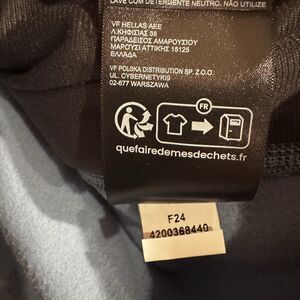 LAVE COM DETERGENTE NEUTRO. NÃO UTILIZE
VF HELLAS AEE
Λ.ΚΗΦΙΣΙΑΣ 38
ΠΑΡΑΔΕΙΣΟΣ ΑΜΑΡΟΥΣΙΟΥ
ΜΑΡΟΥΣΙ ΑΤΤΙΚΗΣ 15125
ΕΛΛΑΔΑ
VF POLSKA DISTRIBUTION SP. Z.O.O.
UL. CYBERNETYKI9
02-677 WARSZAWA
FR
quefairedemesdechets.fr
F24
4200368440